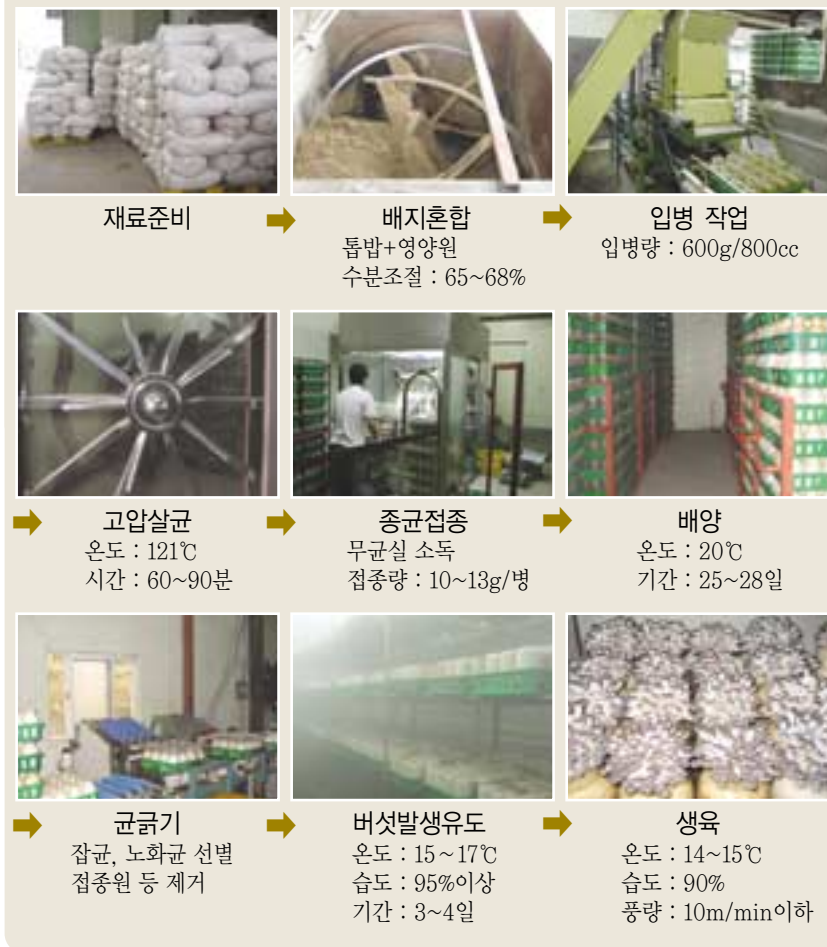 재료준비
배지혼합
톱밥+영양원
수분조절 : 65~68%
입병 작업
입병량 : 600g/800cc
고압살균
온도 : 121℃
시간 : 60~90분
종균접종
무균실 소독
접종량 : 10~13g/병
배양
온도 : 20℃
기간 : 25~28일
균긁기
잡균, 노화균 선별
접종원 등 제거
버섯발생유도
온도 : 15~17℃
습도 : 95%이상
기간 : 3~4일
생육
온도 : 14~15℃
습도 : 90%
풍량 : 10m/min이하